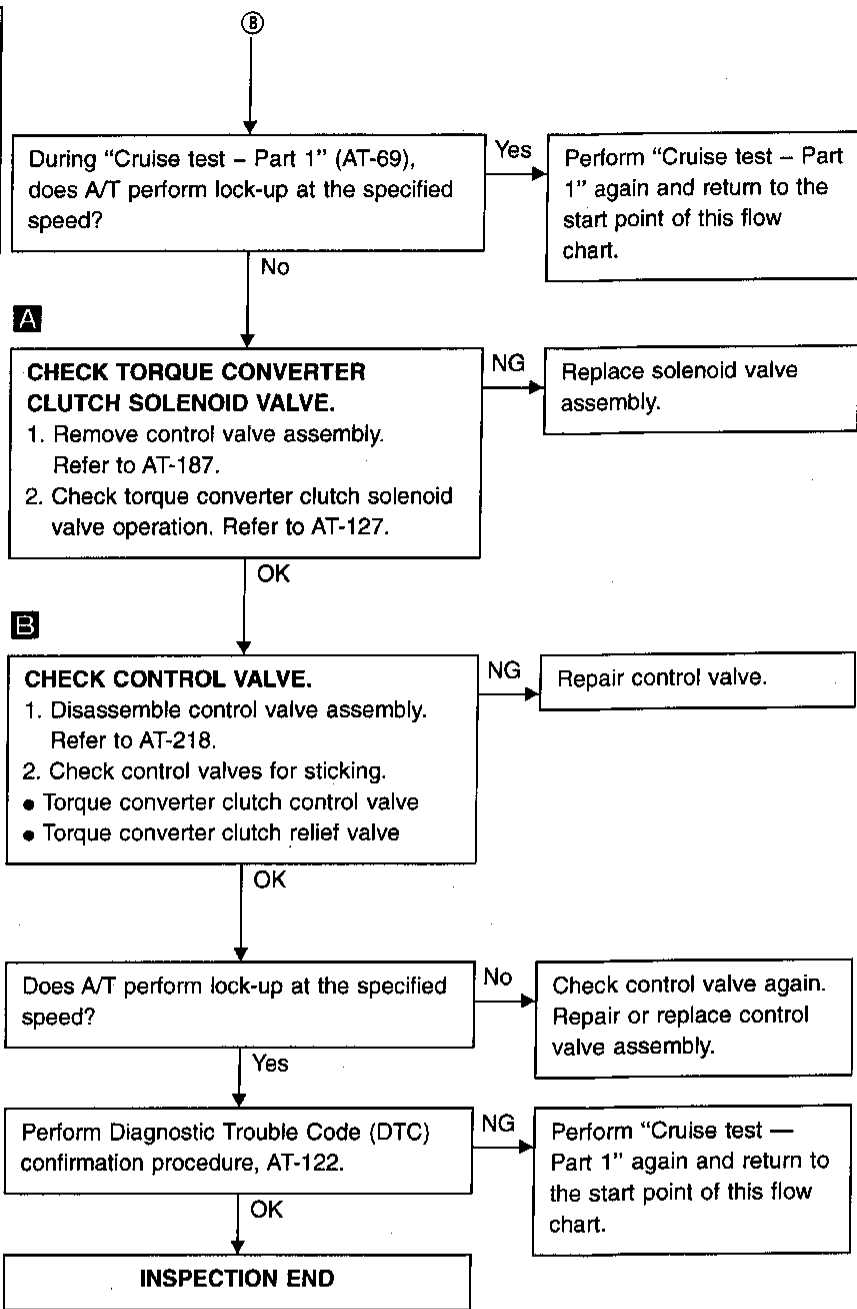 B
During “Cruise test – Part 1” (AT-69),
does A/T perform lock-up at the specified
speed?
Yes
Perform “Cruise test – Part
1” again and return to the
start point of this flow
chart.
No
A
CHECK TORQUE CONVERTER
CLUTCH SOLENOID VALVE.
1. Remove control valve assembly.
Refer to AT-187.
2. Check torque converter clutch solenoid
valve operation. Refer to AT-127.
NG
Replace solenoid valve
assembly.
OK
B
CHECK CONTROL VALVE.
1. Disassemble control valve assembly.
Refer to AT-218.
2. Check control valves for sticking.
• Torque converter clutch control valve
• Torque converter clutch relief valve
NG
Repair control valve.
OK
Does A/T perform lock-up at the specified
speed?
No
Check control valve again.
Repair or replace control
valve assembly.
Yes
Perform Diagnostic Trouble Code (DTC)
confirmation procedure, AT-122.
NG
Perform “Cruise test —
Part 1” again and return to
the start point of this flow
chart.
OK
INSPECTION END